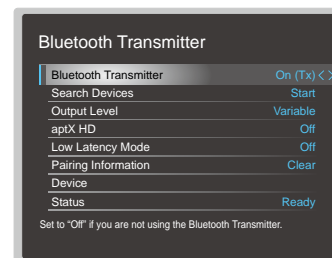 Bluetooth Transmitter
Bluetooth Transmitter On (Tx) < >
Search Devices Start
Output Level Variable
aptX HD Off
Low Latency Mode Off
Pairing Information Clear
Device
Status Ready
Set to “Off” if you are not using the Bluetooth Transmitter.